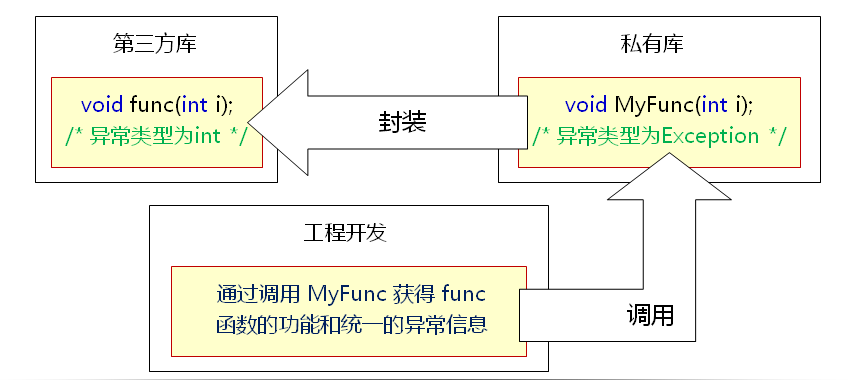 第三方库
void func(int i);
/* 异常类型为int */
封装
私有库
void MyFunc(int i);
/* 异常类型为Exception */
工程开发
通过调用 MyFunc 获得 func
函数的功能和统一的异常信息
调用